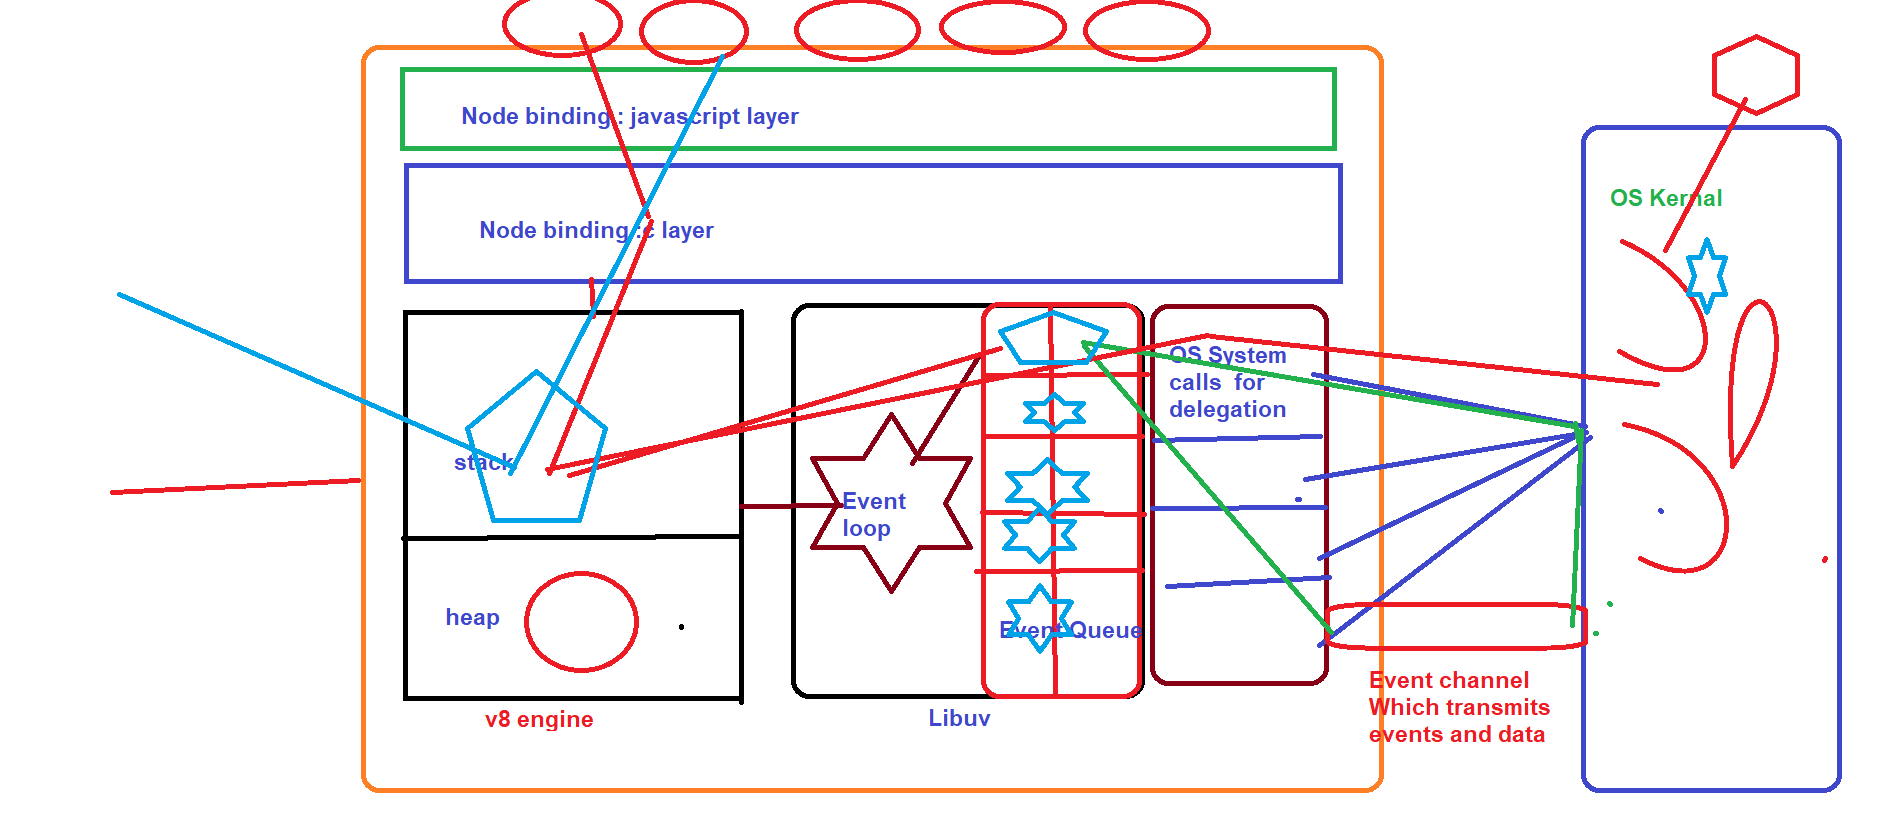 Node binding : javascript layer
Node binding :c layer
OS Kernal
OS System
calls for
delegation
stack
Event
loop
heap
Event Queue
v8 engine
Libuv
Event channel
Which transmits
events and data